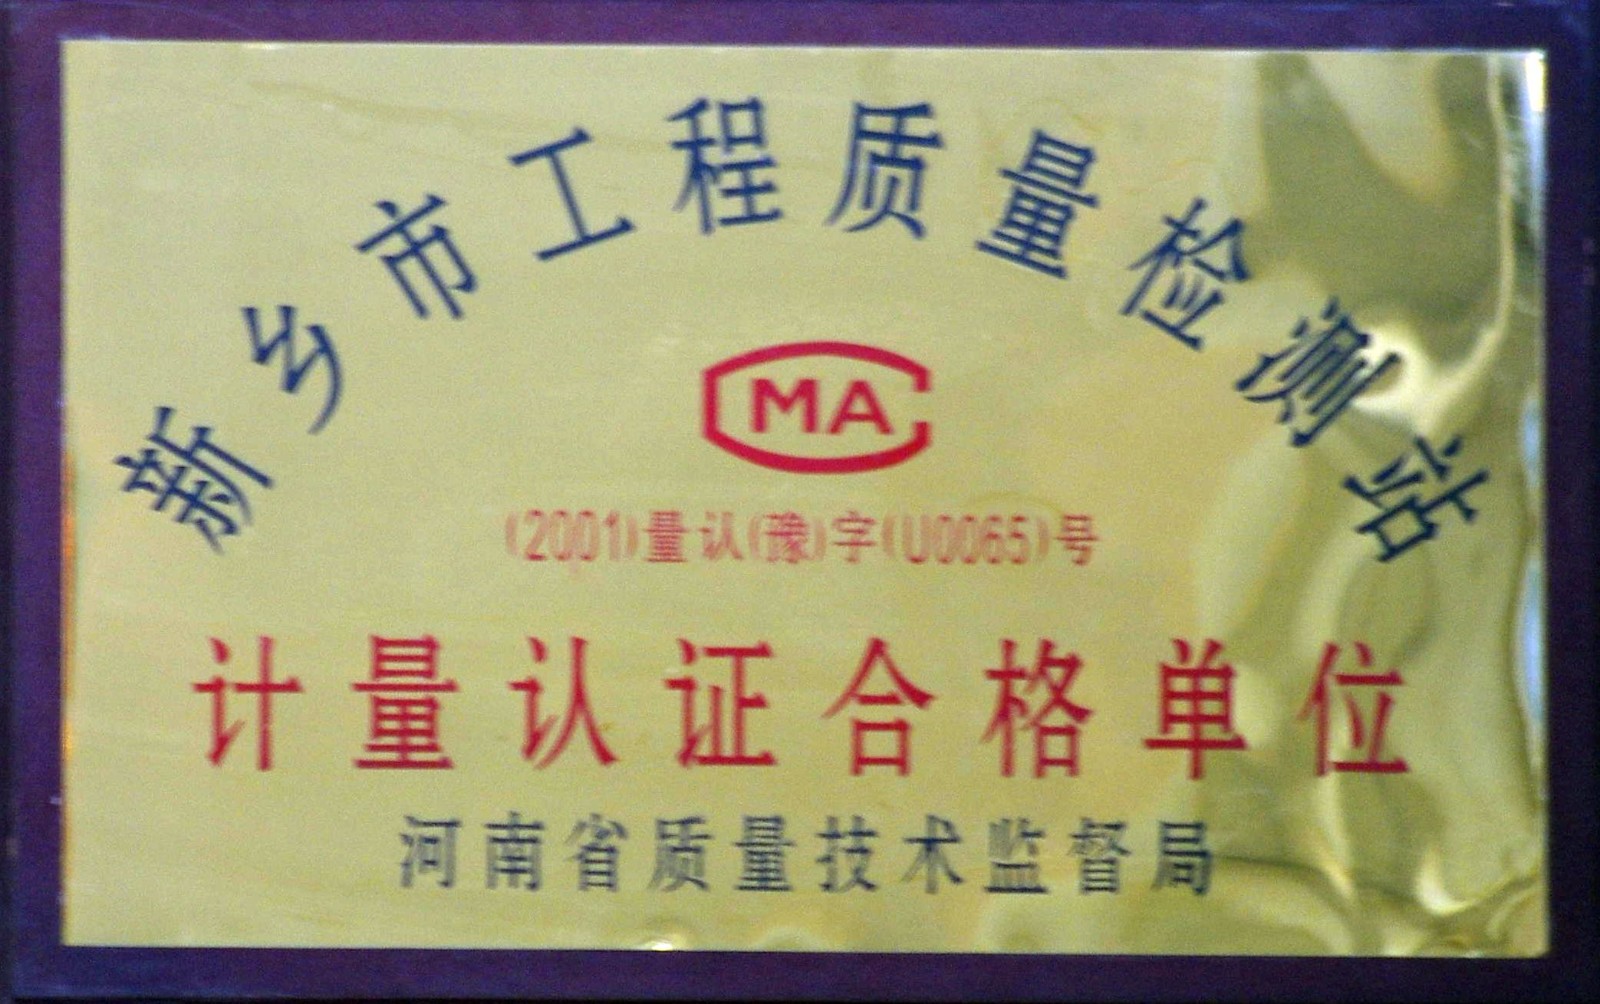 新乡市工程质量检测站
MA
(2001)量认(豫)字(U0065)号
计量认证合格单位
河南省质量技术监督局